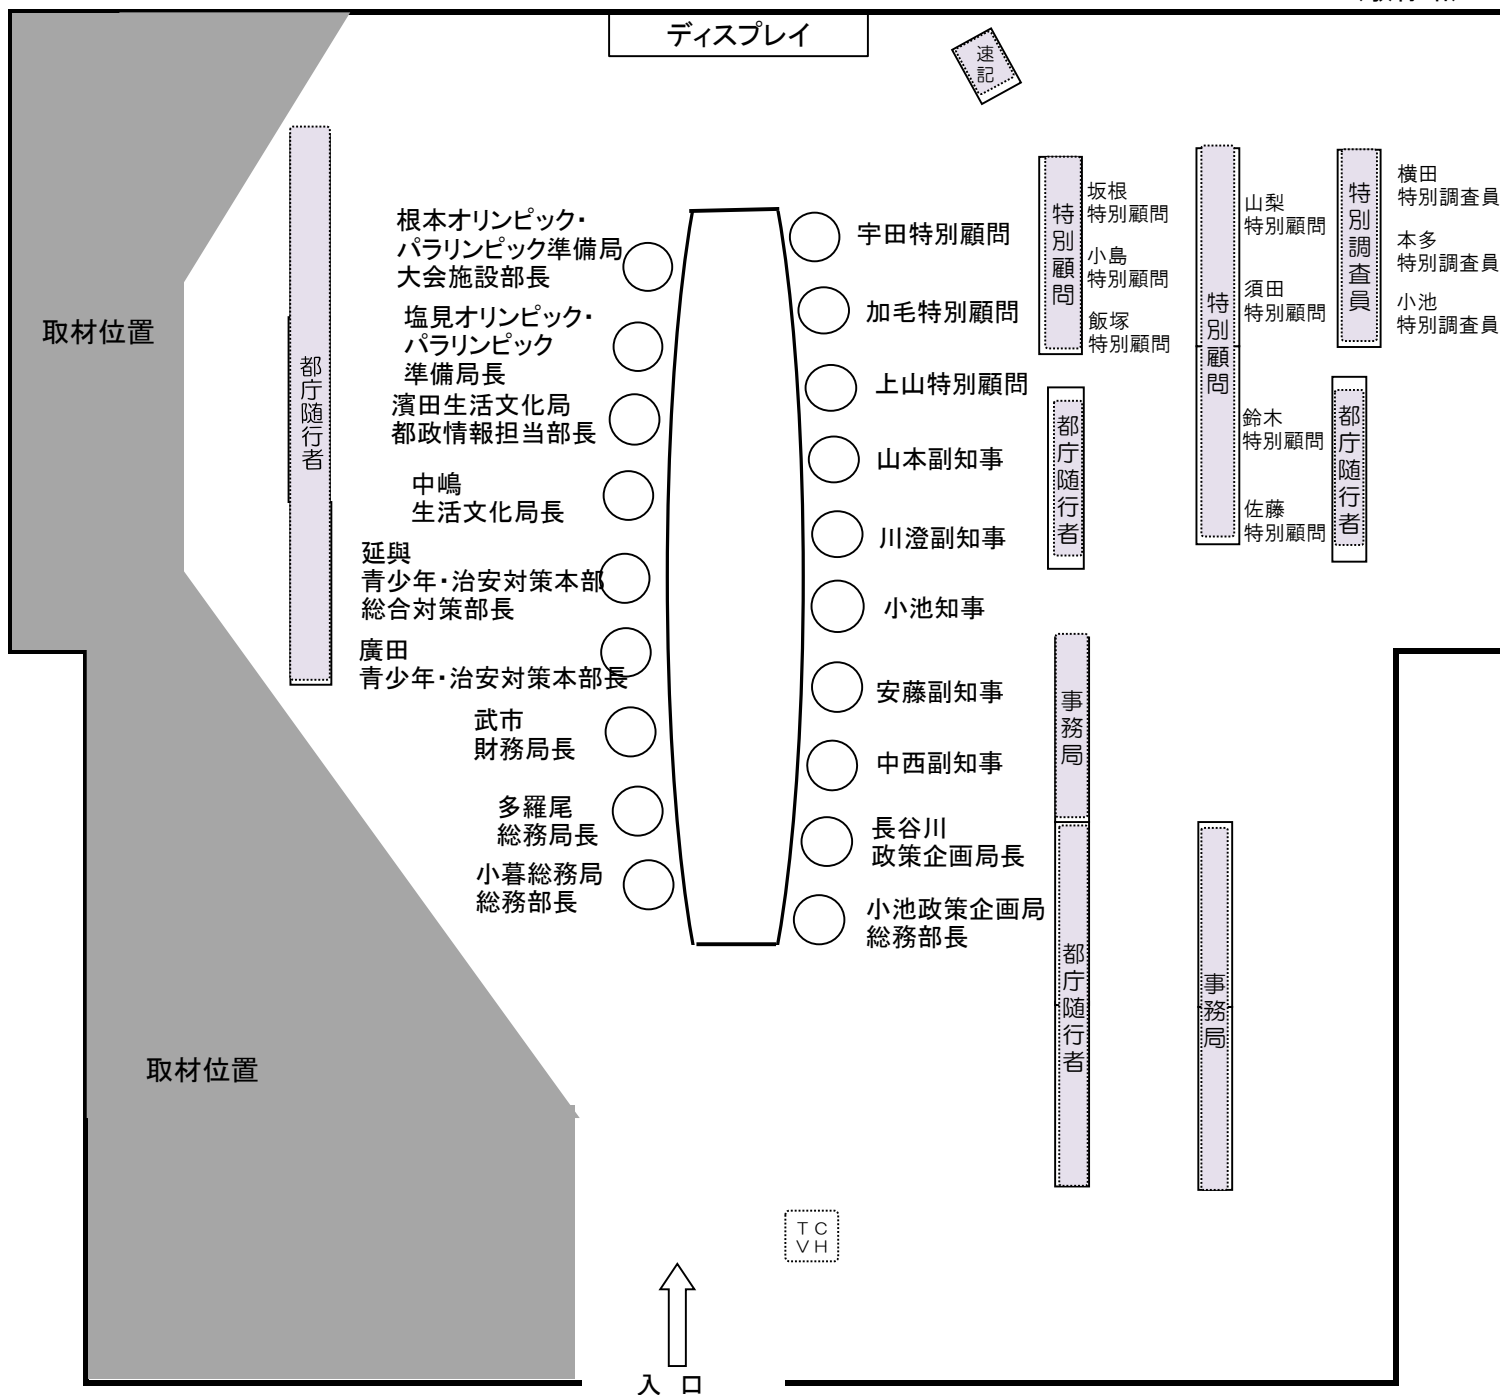 ディスプレイ
速
記
根本オリンピック・
パラリンピック準備局
大会施設部長
塩見オリンピック・
パラリンピック
準備局長
濱田生活文化局
都政情報担当部長
中嶋
生活文化局長
延與
青少年・治安対策本部
総合対策部長
廣田
青少年・治安対策本部長
武市
財務局長
多羅尾
総務局長
小暮総務局
総務部長
宇田特別顧問
加毛特別顧問
上山特別顧問
山本副知事
川澄副知事
小池知事
安藤副知事
中西副知事
長谷川
政策企画局長
小池政策企画局
総務部長
取材位置
都庁随行者
特別顧問
坂根
特別顧問
小島
特別顧問
飯塚
特別顧問
都庁随行者
特別顧問
山梨
特別顧問
須田
特別顧問
鈴木
特別顧問
佐藤
特別顧問
特別調査員
横田
特別調査員
本多
特別調査員
小池
特別調査員
都庁随行者
事務局
都庁随行者
事務局
取材位置
TC
VH
入 口